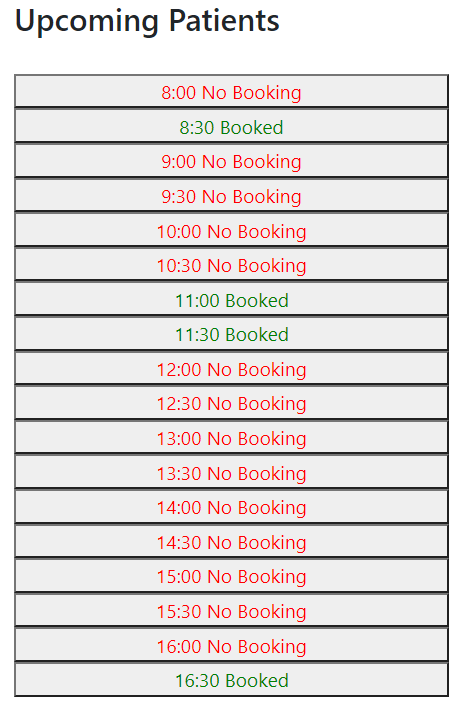 Upcoming Patients
8:00 No Booking
8:30 Booked
9:00 No Booking
9:30 No Booking
10:00 No Booking
10:30 No Booking
11:00 Booked
11:30 Booked
12:00 No Booking
12:30 No Booking
13:00 No Booking
13:30 No Booking
14:00 No Booking
14:30 No Booking
15:00 No Booking
15:30 No Booking
16:00 No Booking
16:30 Booked